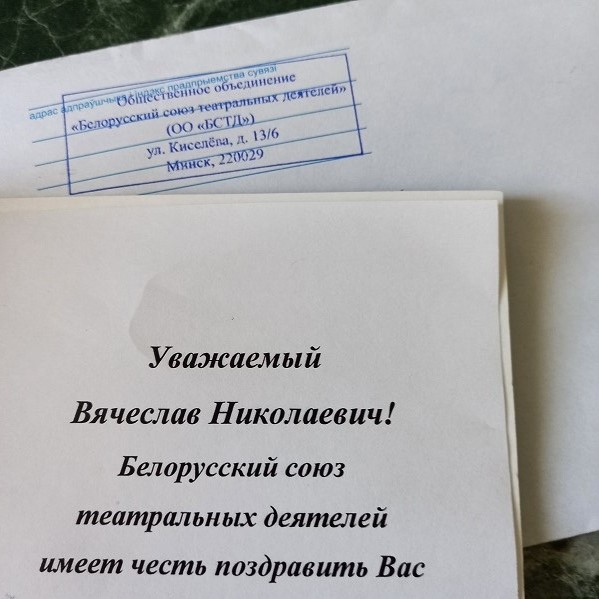 адрас адпраўшчыка і індэкс прадпрыемства сувязі
Общественное объединение
«Белорусский союз театральных деятелей»
(ОО «БСТД»)
ул. Киселёва, д. 13/6
Минск, 220029
Уважаемый
Вячеслав Николаевич!
Белорусский союз
театральных деятелей
имеет честь поздравить Вас